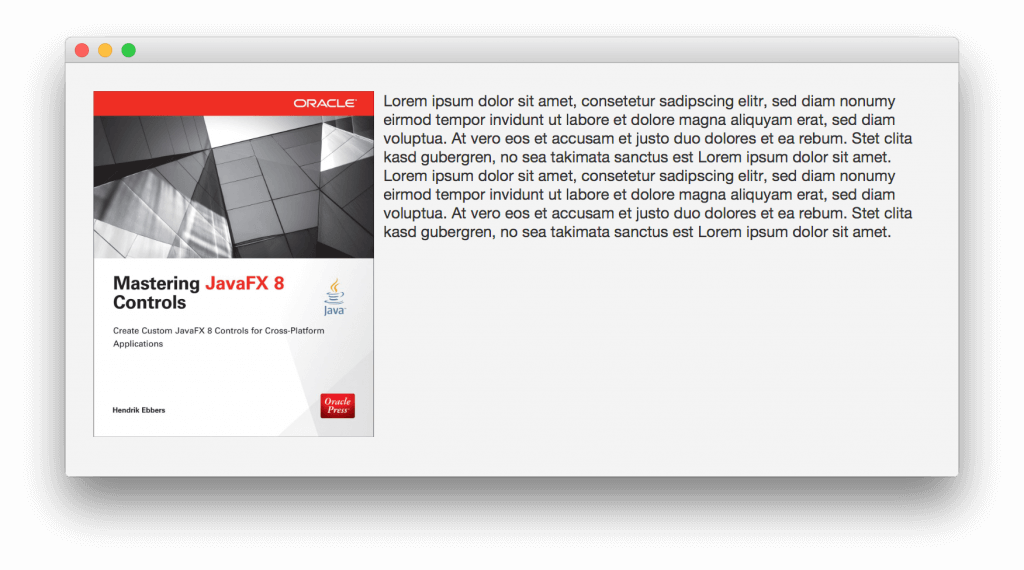 ORACLE
Mastering JavaFX 8
Controls
Java
Create Custom JavaFX 8 Controls for Cross-Platform
Applications
Hendrik Ebbers
Oracle
Press
Lorem ipsum dolor sit amet, consetetur sadipscing elitr, sed diam nonumy
eirmod tempor invidunt ut labore et dolore magna aliquyam erat, sed diam
voluptua. At vero eos et accusam et justo duo dolores et ea rebum. Stet clita
kasd gubergren, no sea takimata sanctus est Lorem ipsum dolor sit amet.
Lorem ipsum dolor sit amet, consetetur sadipscing elitr, sed diam nonumy
eirmod tempor invidunt ut labore et dolore magna aliquyam erat, sed diam
voluptua. At vero eos et accusam et justo duo dolores et ea rebum. Stet clita
kasd gubergren, no sea takimata sanctus est Lorem ipsum dolor sit amet.